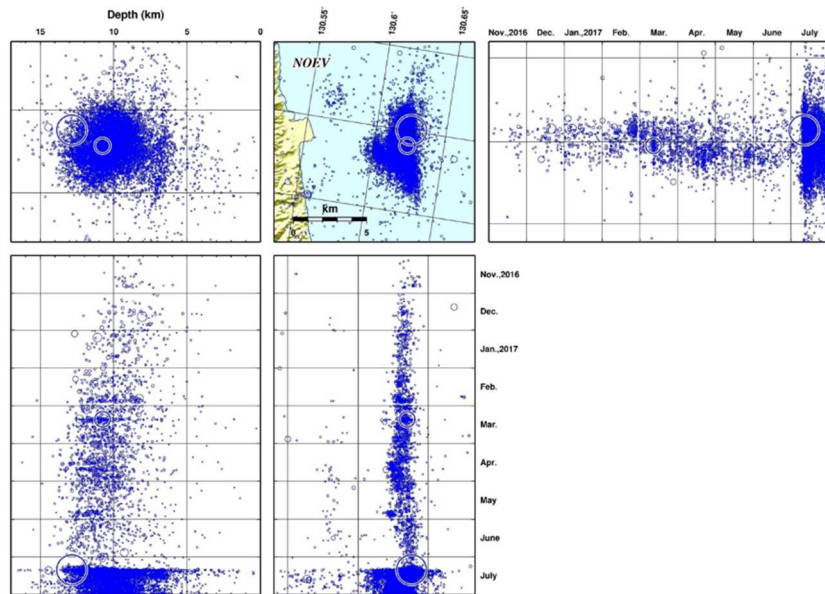 Depth (km)
15 10 5 0
130.55° 130.6° 130.65°
Nov.,2016 Dec. Jan.,2017 Feb. Mar. Apr. May June July
NOEV
km
0 5
Nov.,2016
Dec.
Jan.,2017
Feb.
Mar.
Apr.
May
June
July